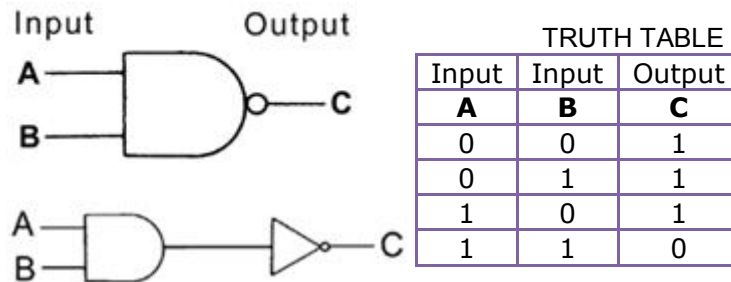 Input Output
A
C
B
A
C
B
TRUTH TABLE
Input Input Output
A B C
0 0 1
0 1 1
1 0 1
1 1 0